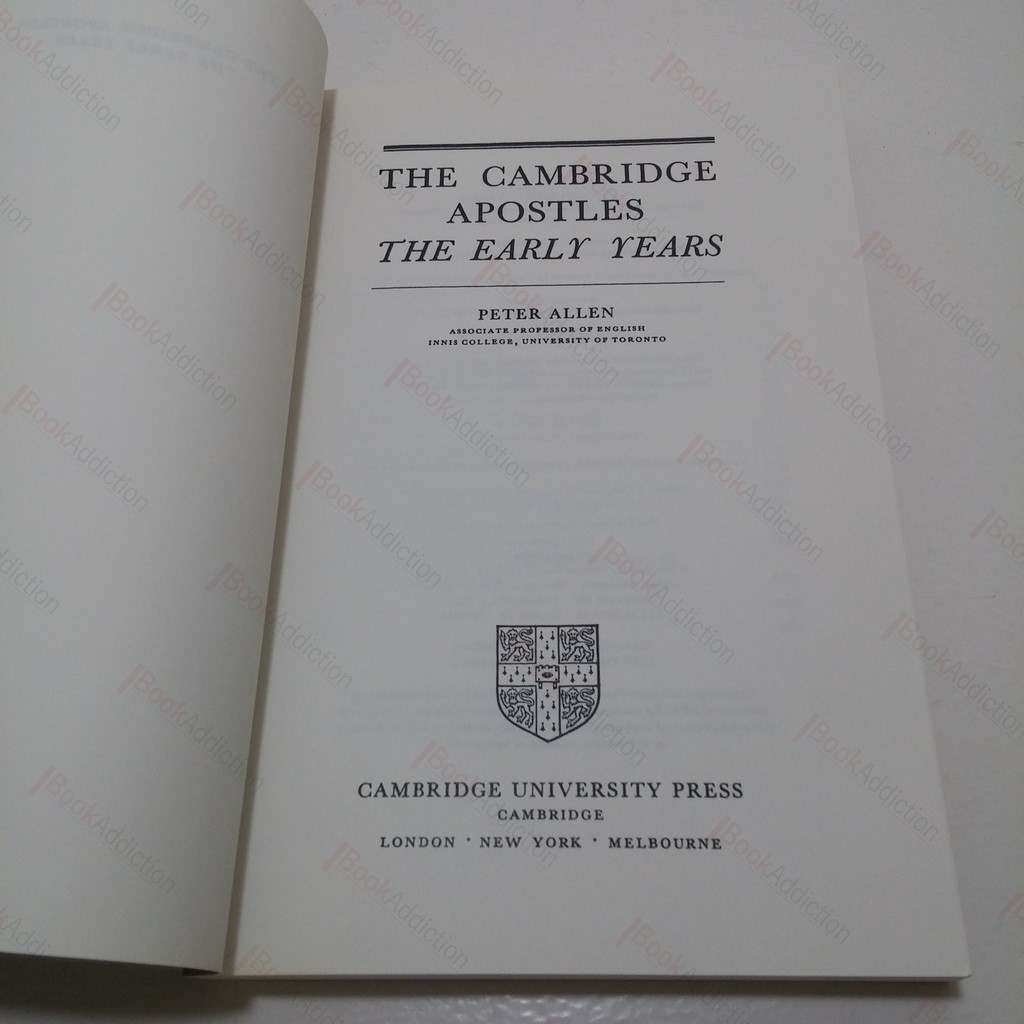 THE CAMBRIDGE
APOSTLES
THE EARLY YEARS
PETER ALLEN
ASSOCIATE PROFESSOR OF ENGLISH
INNIS COLLEGE, UNIVERSITY OF TORONTO
CAMBRIDGE UNIVERSITY PRESS
CAMBRIDGE
LONDON · NEW YORK · MELBOURNE
BookAddiction